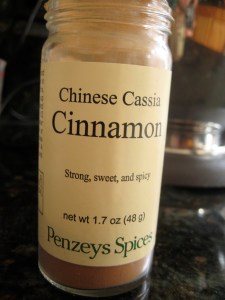 Chinese Cassia
Cinnamon
Strong, sweet, and spicy
net wt 1.7 oz (48 g)
Penzeys Spices